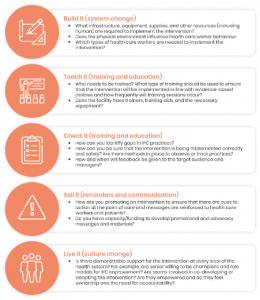 Build it (system change)
• What infrastructure, equipment, supplies, and other resources (including
human) are required to implement the intervention?
• Does the physical environment influence health care worker behaviour
• Which types of health care workers are needed to implement the
intervention?
Teach it (training and education)
• Who needs to be trained? What type of training should be used to ensure
that the intervention will be implemented in line with evidence-based
policies and how frequently will training sessions occur?
• Does the facility have trainers, training aids, and the necessary
equipment?
Check it (training and education)
• How can you identify gaps in IPC practices?
• How can you be sure that the intervention is being implemented correctly
and safely? Are there methods in place to observe or track practices?
• How and when will feedback be given to the target audience and
managers?
Sell it (reminders and communication)
• How are you promoting an intervention to ensure that there are cues to
action at the point of care and messages are reinforced to health care
workers and patients?
• Do you have capacity/funding to develop promotional and advocacy
messages and materials?
Live it (culture change)
• Is there demonstrable support for the intervention at every level of the
health system? For example, are senior willing to be champions and role
models for IPC improvement? Are teams involved in co-developing or
adapting the intervention? Are they empowered and do they feel
ownership and the need for accountability?